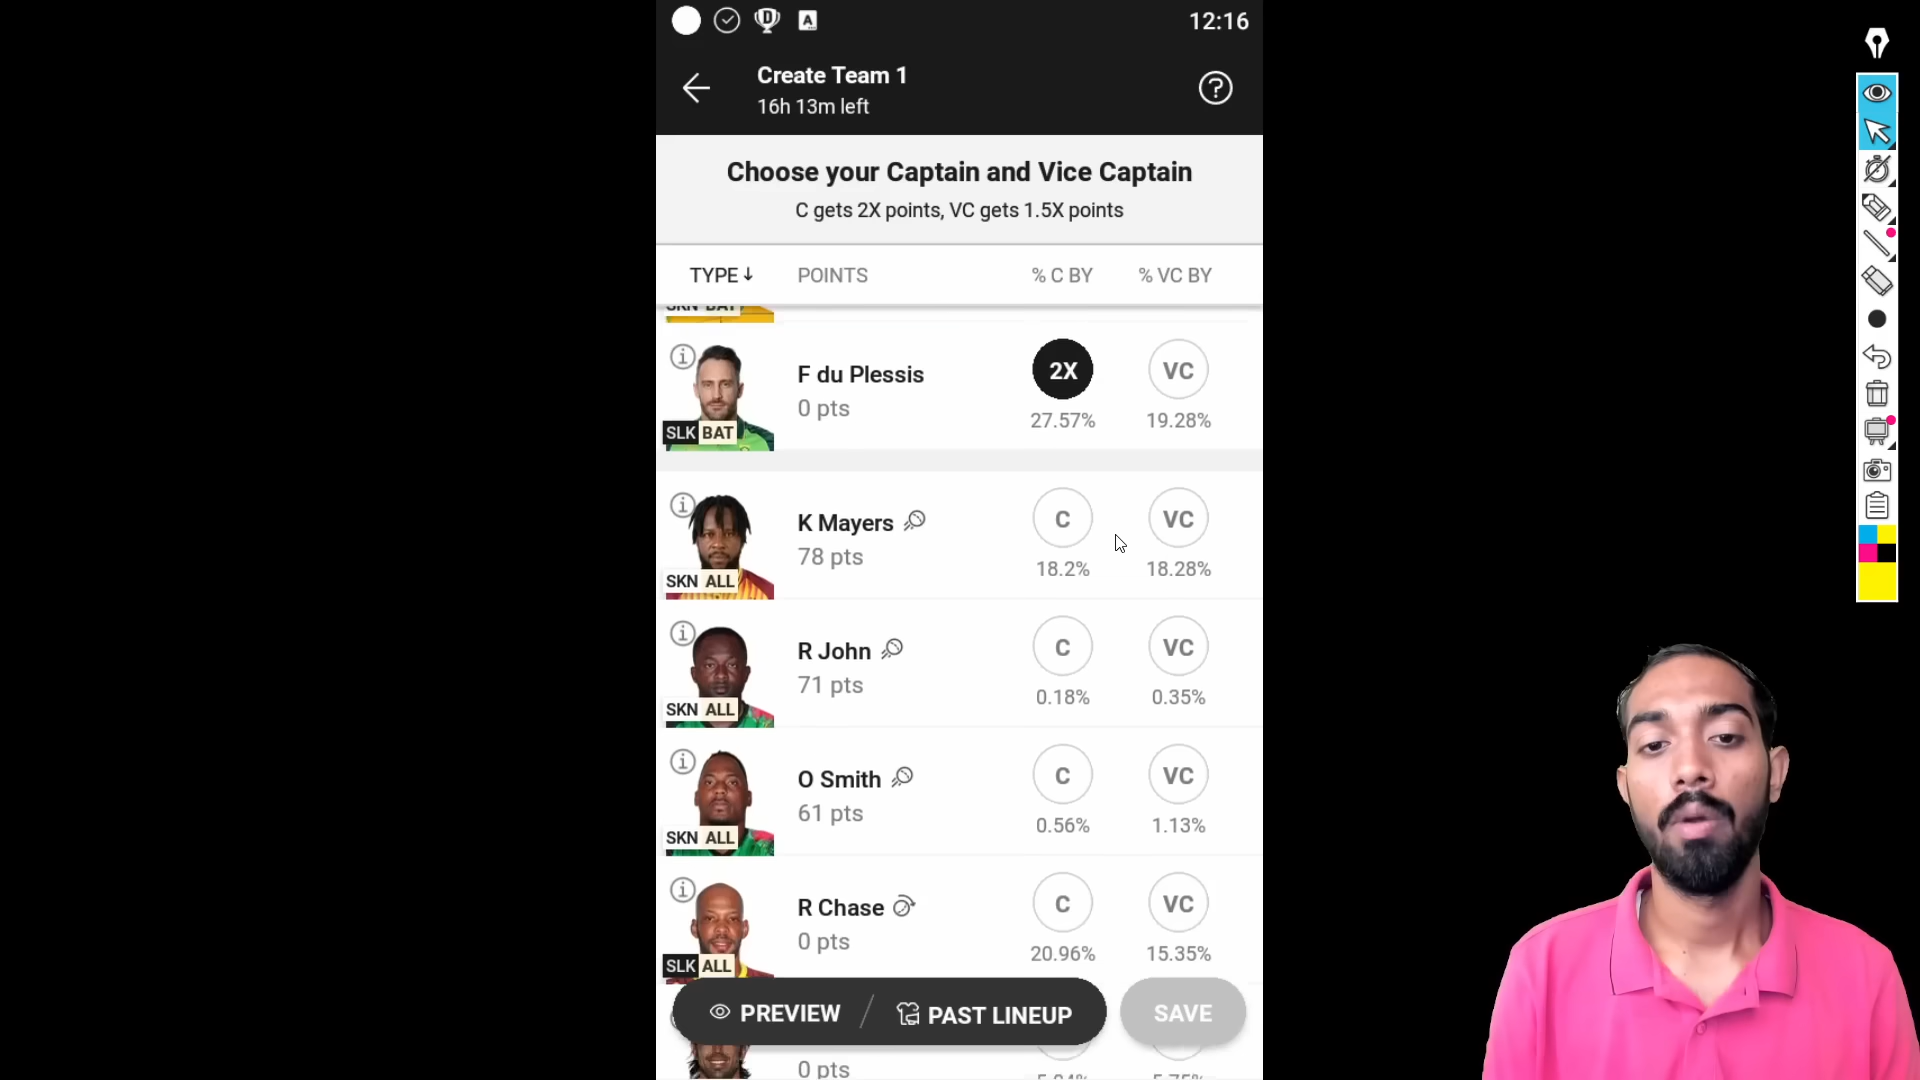 D
A
12:16
Create Team 1
16h 13m left
?
Choose your Captain and Vice Captain
C gets 2X points, VC gets 1.5X points
TYPE↓ POINTS % C BY % VC BY
SKN BAT
F du Plessis 2X VC
0 pts 27.57% 19.28%
SLK BAT
K Mayers C VC
78 pts 18.2% 18.28%
SKN ALL
R John C VC
71 pts 0.18% 0.35%
SKN ALL
O Smith C VC
61 pts 0.56% 1.13%
SKN ALL
R Chase C VC
0 pts 20.96% 15.35%
SLK ALL
PREVIEW / PAST LINEUP SAVE
0 pts